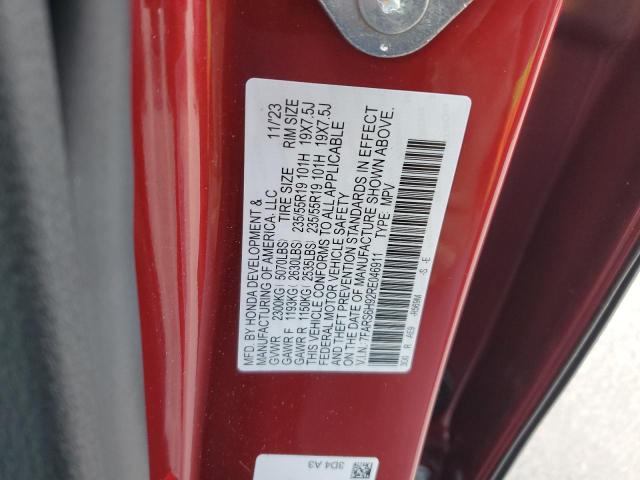 MFD. BY HONDA DEVELOPMENT &
MANUFACTURING OF AMERICA, LLC 11/'23
TIRE SIZE RIM SIZE
GVWR 2300KG( 5070LBS)
GAWR F 1193KG( 2630LBS) 235/55R19 101H 19X7.5J
GAWR R 1150KG( 2535LBS) 235/55R19 101H 19X7.5J
THIS VEHICLE CONFORMS TO ALL APPLICABLE
FEDERAL MOTOR VEHICLE SAFETY
AND THEFT PREVENTION STANDARDS IN EFFECT
ON THE DATE OF MANUFACTURE SHOWN ABOVE.
V.I.N.: 7FARS6H92RE046911 TYPE: MPV
R -S -E
3D4 A3